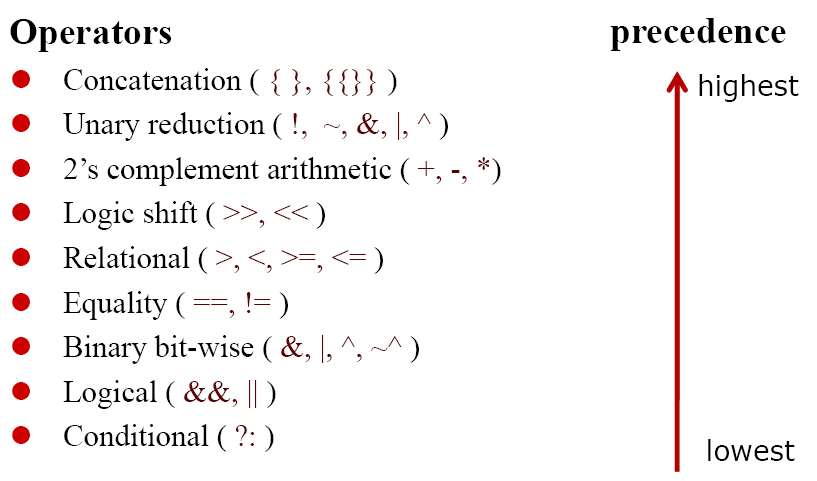 Operators precedence
● Concatenation ( { }, {{}} ) highest
● Unary reduction ( !, ~, &, |, ^ )
● 2’s complement arithmetic ( +, -, *)
● Logic shift ( >>, << )
● Relational ( >, <, >=, <= )
● Equality ( ==, != )
● Binary bit-wise ( &, |, ^, ~^ )
● Logical ( &&, || )
● Conditional ( ?: ) lowest